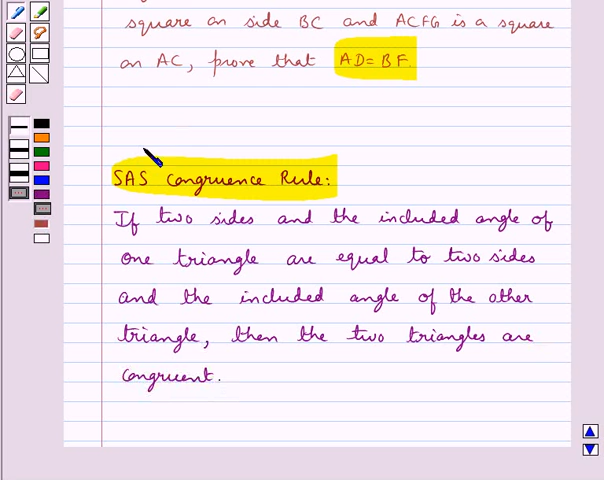 square on side BC and ACFG is a square
on AC, prove that AD = BF.
SAS Congruence Rule:
If two sides and the included angle of
one triangle are equal to two sides
and the included angle of the other
triangle, then the two triangles are
congruent.